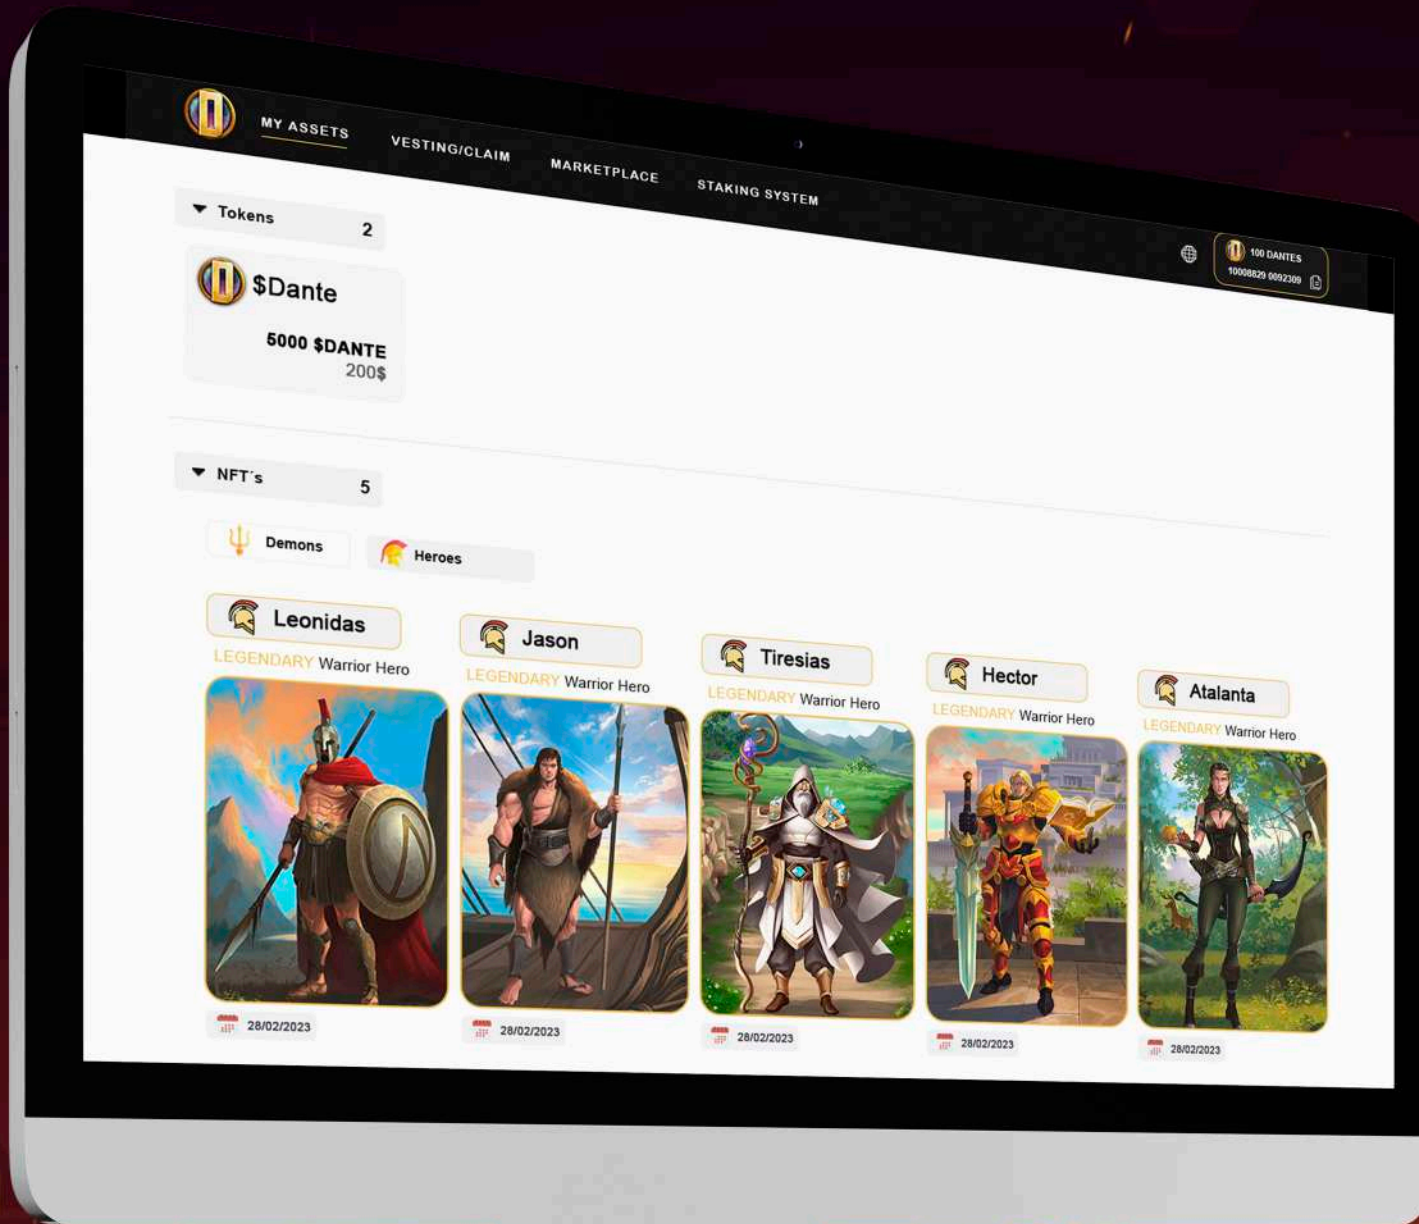 MY ASSETS
VESTING/CLAIM
MARKETPLACE
STAKING SYSTEM
100 DANTES
10008829 0092309
Tokens 2
$Dante
5000 $DANTE
200$
NFT´s 5
Demons
Heroes
Leonidas
LEGENDARY Warrior Hero
28/02/2023
Jason
LEGENDARY Warrior Hero
28/02/2023
Tiresias
LEGENDARY Warrior Hero
28/02/2023
Hector
LEGENDARY Warrior Hero
28/02/2023
Atalanta
LEGENDARY Warrior Hero
28/02/2023